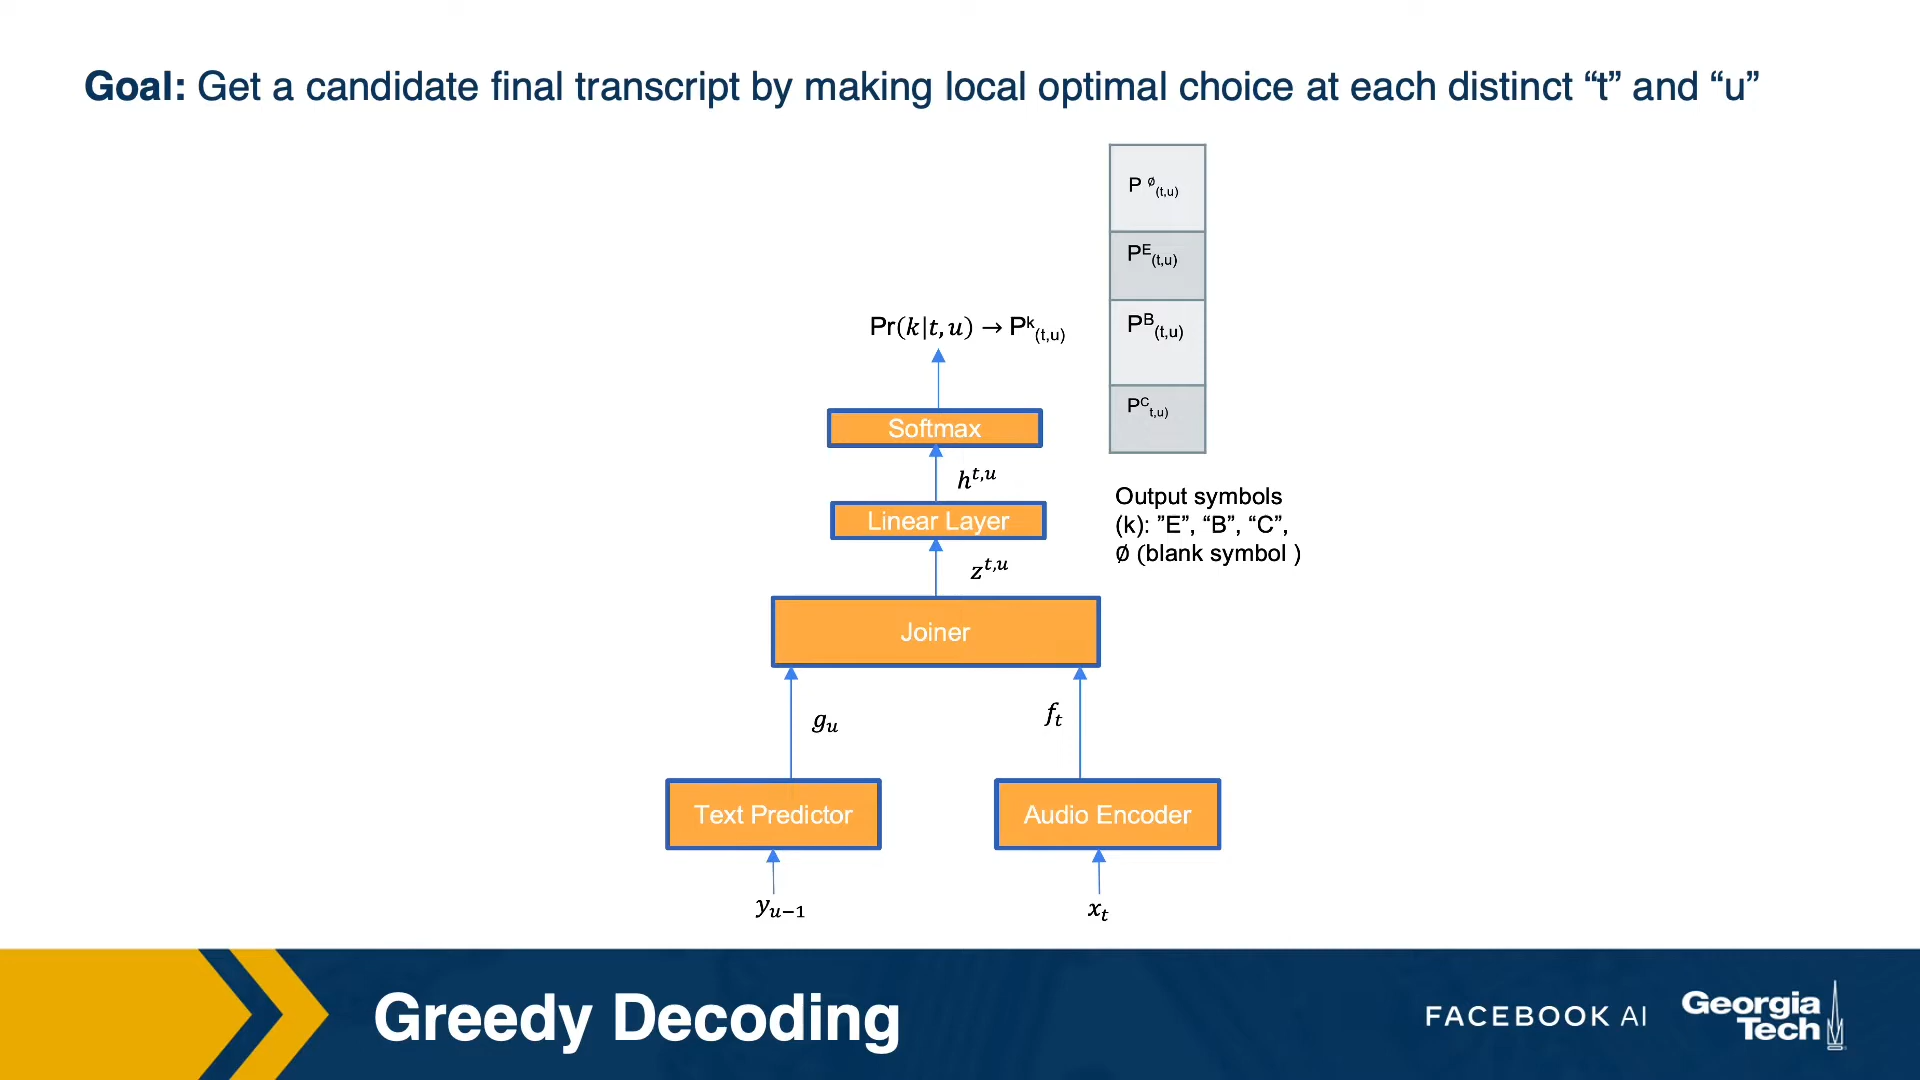 Goal: Get a candidate final transcript by making local optimal choice at each distinct “t” and “u”
P ∅(t,u)
PE(t,u)
PB(t,u)
PCt,u)
Pr(k|t, u) → Pk(t,u)
Softmax
h^t,u
Linear Layer
z^t,u
Output symbols
(k): ”E”, “B”, “C”,
∅ (blank symbol )
Joiner
g_u
f_t
Text Predictor
Audio Encoder
y_u−1
x_t
Greedy Decoding
FACEBOOK AI
Georgia
Tech